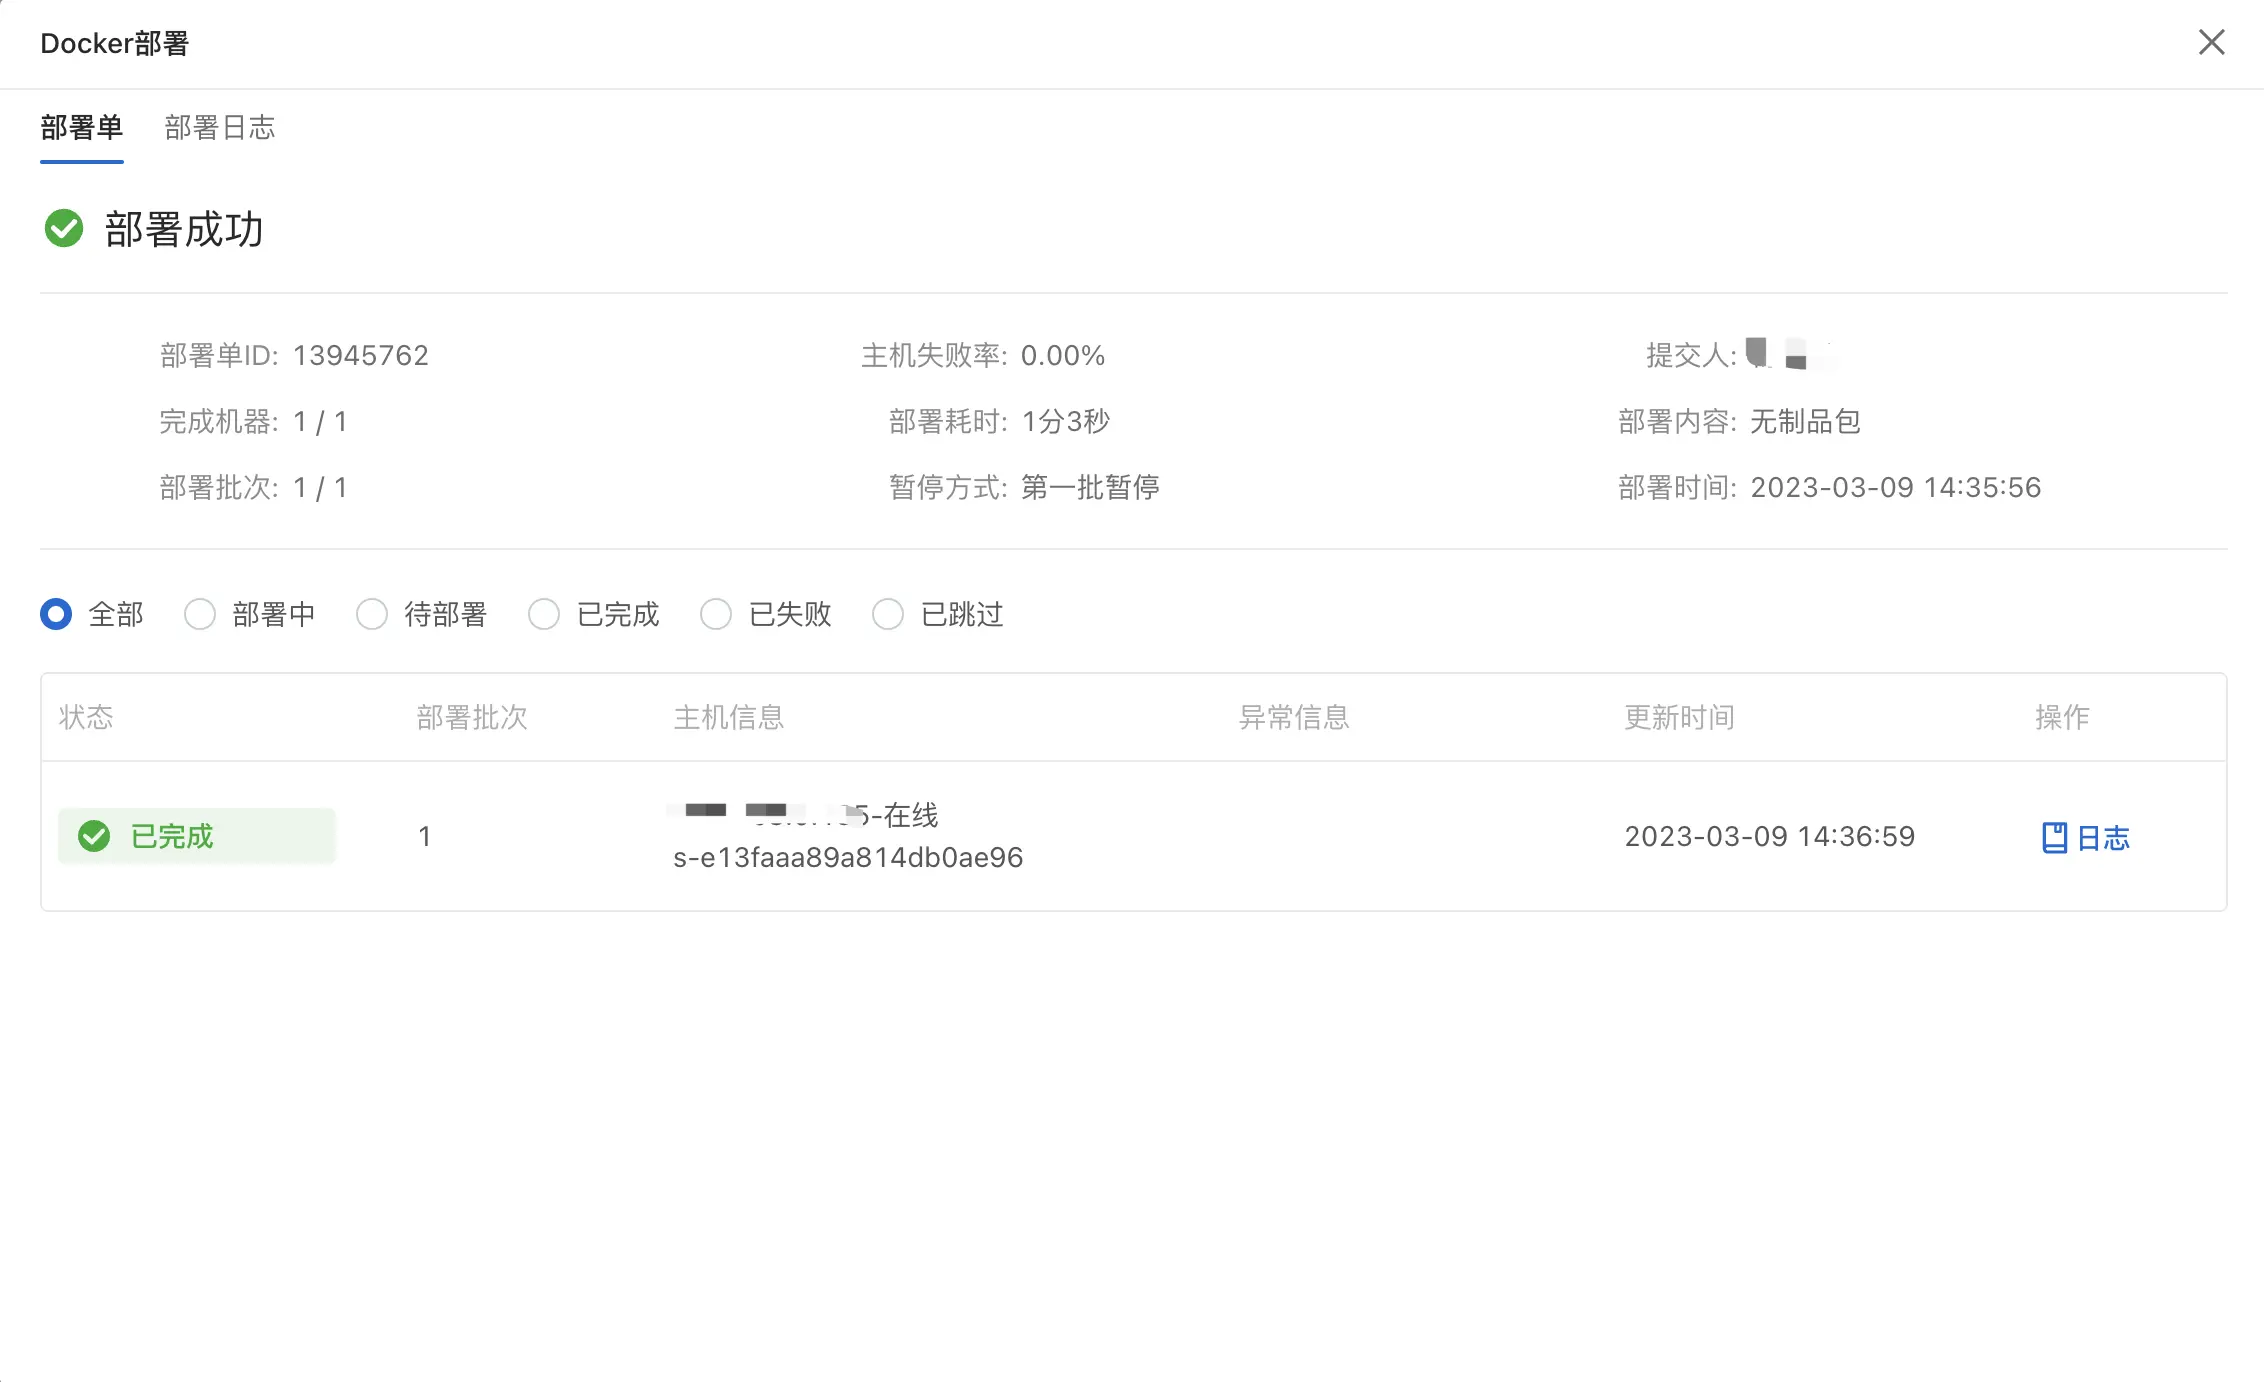 Docker部署
部署单 部署日志
部署成功
部署单ID: 13945762 主机失败率: 0.00% 提交人:
完成机器: 1 / 1 部署耗时: 1分3秒 部署内容: 无制品包
部署批次: 1 / 1 暂停方式: 第一批暂停 部署时间: 2023-03-09 14:35:56
全部 部署中 待部署 已完成 已失败 已跳过
状态 部署批次 主机信息 异常信息 更新时间 操作
已完成 1 -在线 2023-03-09 14:36:59 日志
s-e13faaa89a814db0ae96